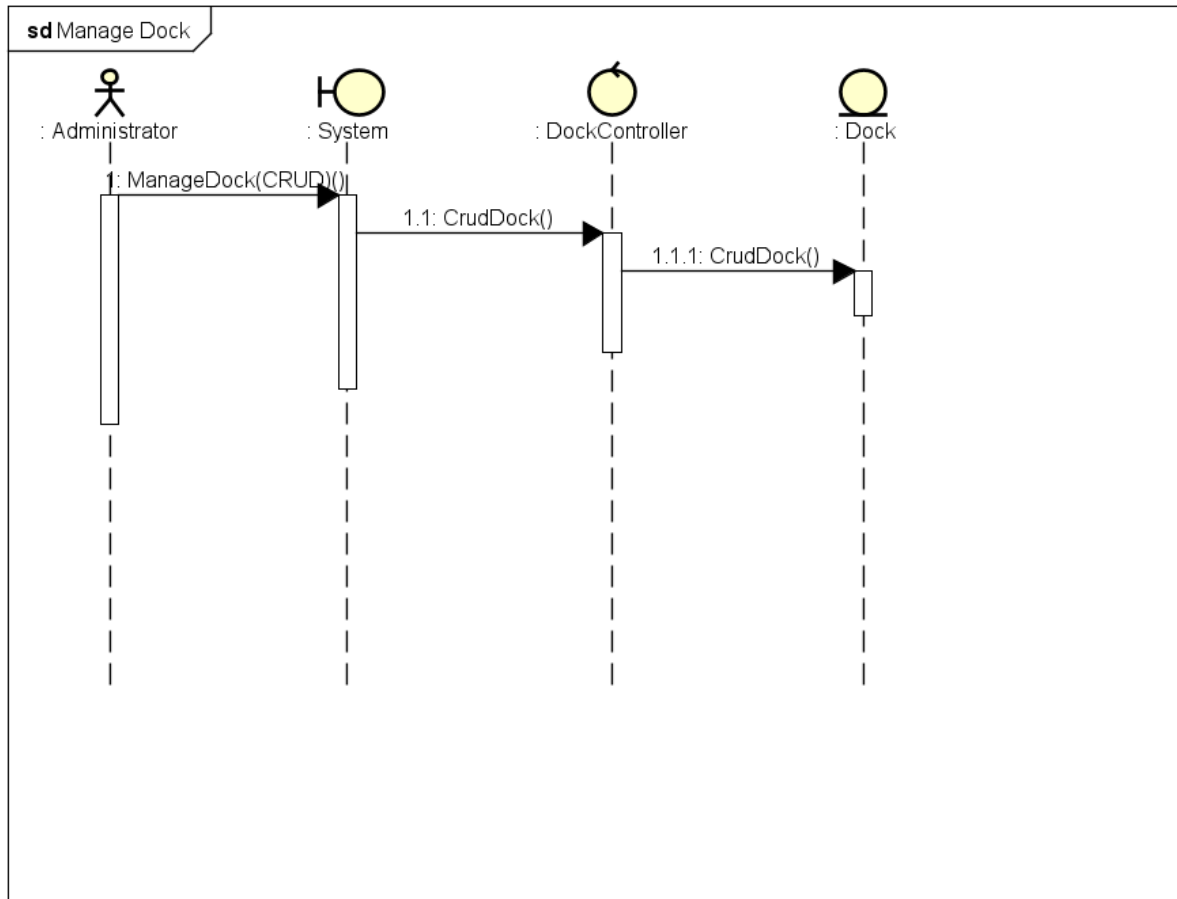 sd Manage Dock
: Administrator
: System
: DockController
: Dock
1: ManageDock(CRUD)()
1.1: CrudDock()
1.1.1: CrudDock()